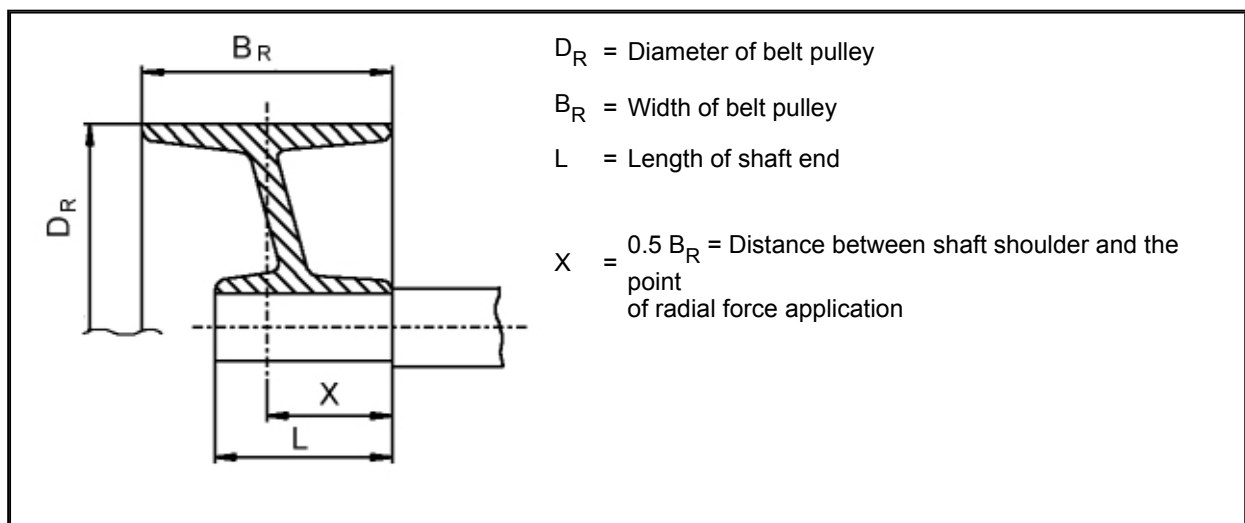 B R
D R
X
L
D R = Diameter of belt pulley
B R = Width of belt pulley
L = Length of shaft end
X = 0.5 B R = Distance between shaft shoulder and the
point
of radial force application